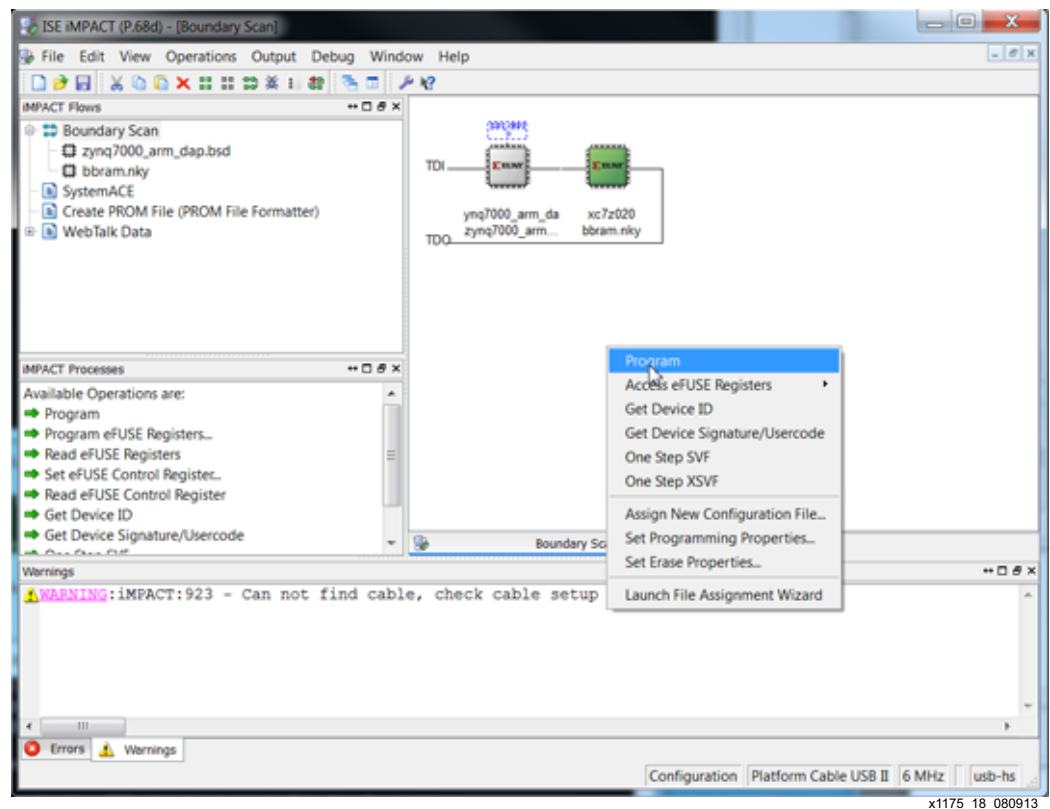 ISE iMPACT (P.68d) - [Boundary Scan]
File Edit View Operations Output Debug Window Help
iMPACT Flows
Boundary Scan
zynq7000_arm_dap.bsd
bbram.nky
SystemACE
Create PROM File (PROM File Formatter)
WebTalk Data
TDI
XILINX
XILINX
ynq7000_arm_da
xc7z020
zynq7000_arm...
bbram.nky
TDO
iMPACT Processes
Available Operations are:
Program
Program eFUSE Registers...
Read eFUSE Registers
Set eFUSE Control Register...
Read eFUSE Control Register
Get Device ID
Get Device Signature/Usercode
Program
Access eFUSE Registers
Get Device ID
Get Device Signature/Usercode
One Step SVF
One Step XSVF
Assign New Configuration File...
Set Programming Properties...
Set Erase Properties...
Launch File Assignment Wizard
Boundary Sc
Warnings
WARNING:iMPACT:923 - Can not find cable, check cable setup
Errors
Warnings
Configuration
Platform Cable USB II
6 MHz
usb-hs
x1175_18_080913